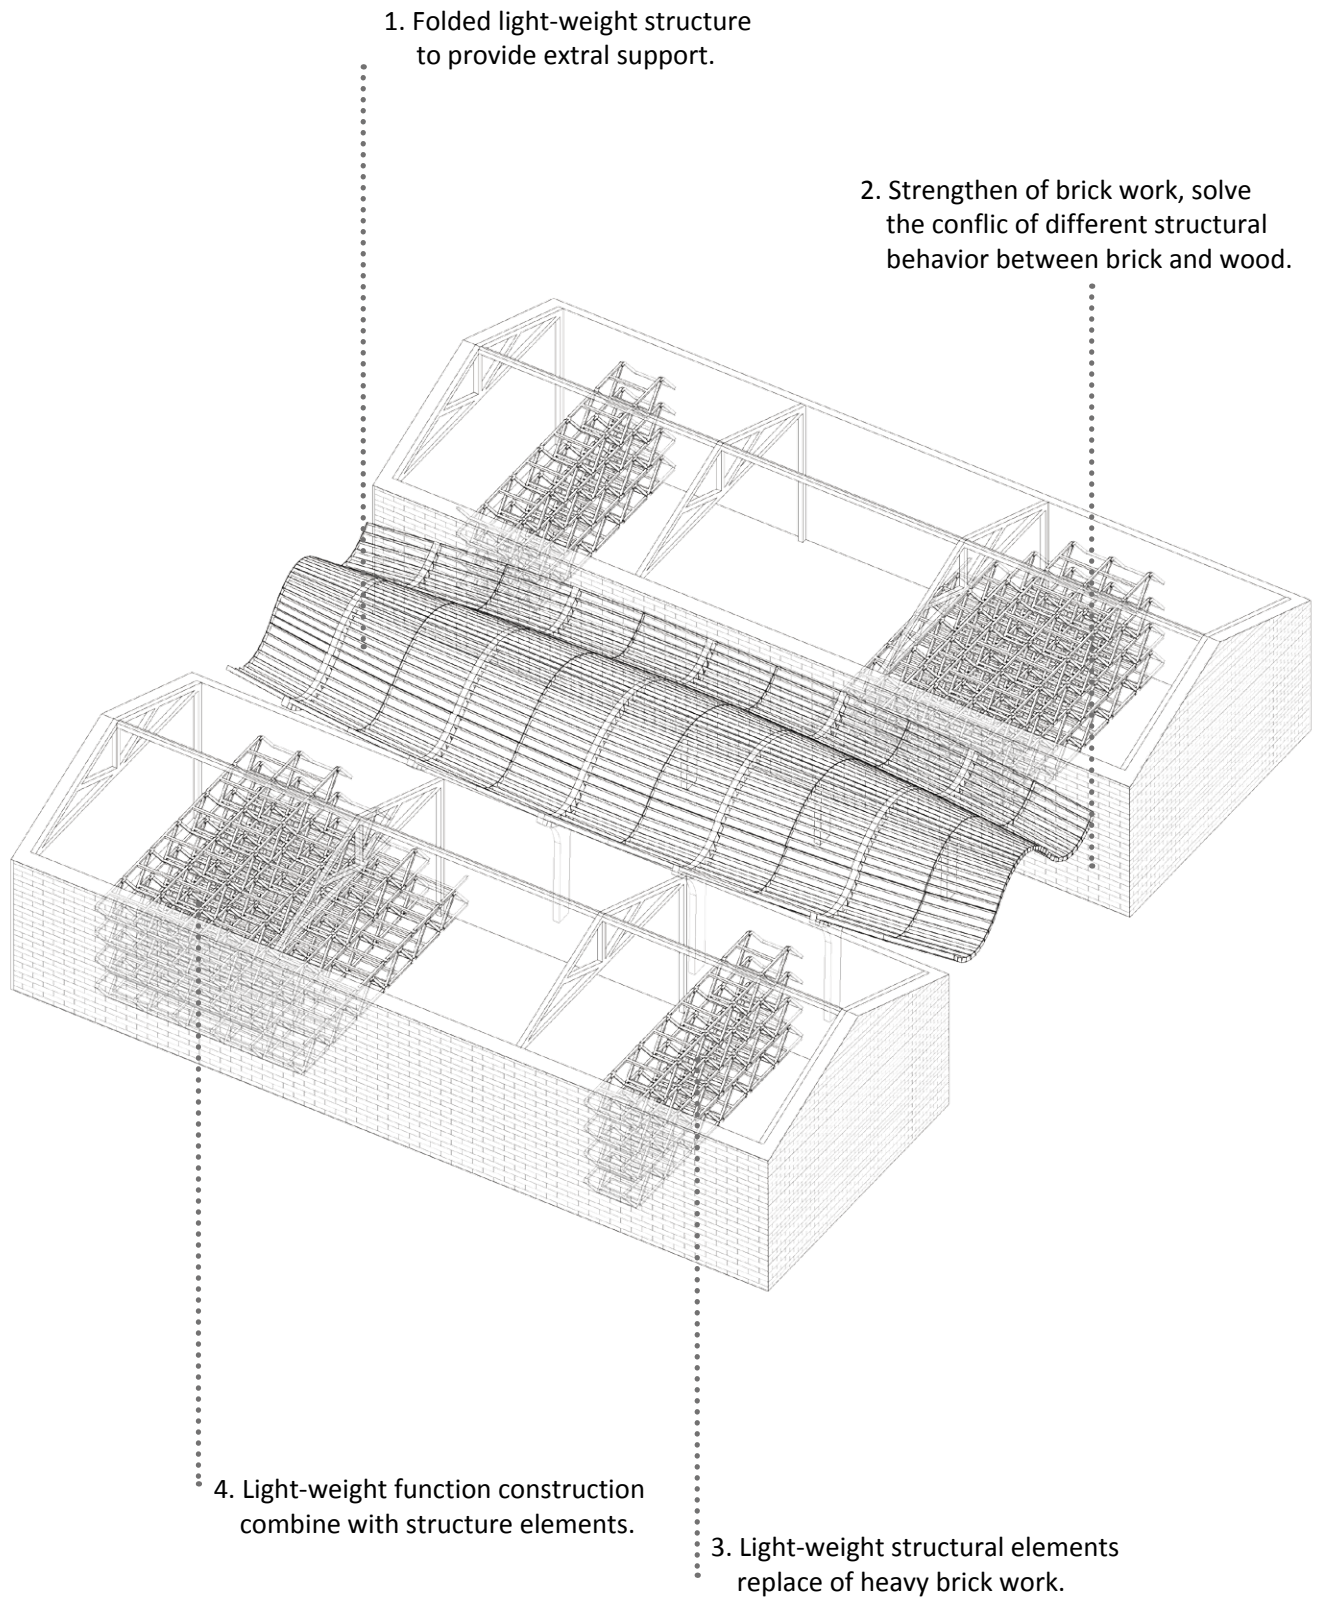 1. Folded light-weight structure
to provide extral support.
2. Strengthen of brick work, solve
the conflic of different structural
behavior between brick and wood.
4. Light-weight function construction
combine with structure elements.
3. Light-weight structural elements
replace of heavy brick work.